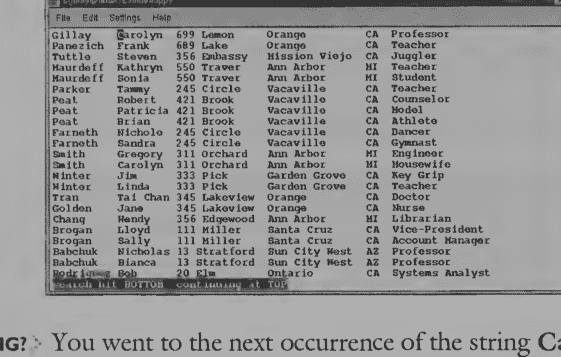 File Edit Settings Help
Gillay Carolyn 699 Lemon Orange CA Professor
Panezich Frank 689 Lake Orange CA Teacher
Tuttle Steven 356 Embassy Mission Viejo CA Juggler
Maurdeff Kathryn 550 Traver Ann Arbor MI Teacher
Maurdeff Sonia 550 Traver Ann Arbor MI Student
Parker Tammy 245 Circle Vacaville CA Teacher
Peat Robert 421 Brook Vacaville CA Counselor
Peat Patricia 421 Brook Vacaville CA Model
Peat Brian 421 Brook Vacaville CA Athlete
Farneth Nichole 245 Circle Vacaville CA Dancer
Farneth Sandra 245 Circle Vacaville CA Gymnast
Smith Gregory 311 Orchard Ann Arbor MI Engineer
Smith Carolyn 311 Orchard Ann Arbor MI Housewife
Winter Jim 333 Pick Garden Grove CA Key Grip
Winter Linda 333 Pick Garden Grove CA Teacher
Tran Tai Chan 345 Lakeview Orange CA Doctor
Golden Jane 345 Lakeview Orange CA Nurse
Chang Wendy 356 Edgewood Ann Arbor MI Librarian
Brogan Lloyd 111 Miller Santa Cruz CA Vice-President
Brogan Sally 111 Miller Santa Cruz CA Account Manager
Babchuk Nicholas 13 Stratford Sun City West AZ Professor
Babchuk Bianca 13 Stratford Sun City West AZ Professor
Rodriguez Bob 20 Elm Ontario CA Systems Analyst
search hit BOTTOM continuing at TOP
NG? You went to the next occurrence of the string Ca